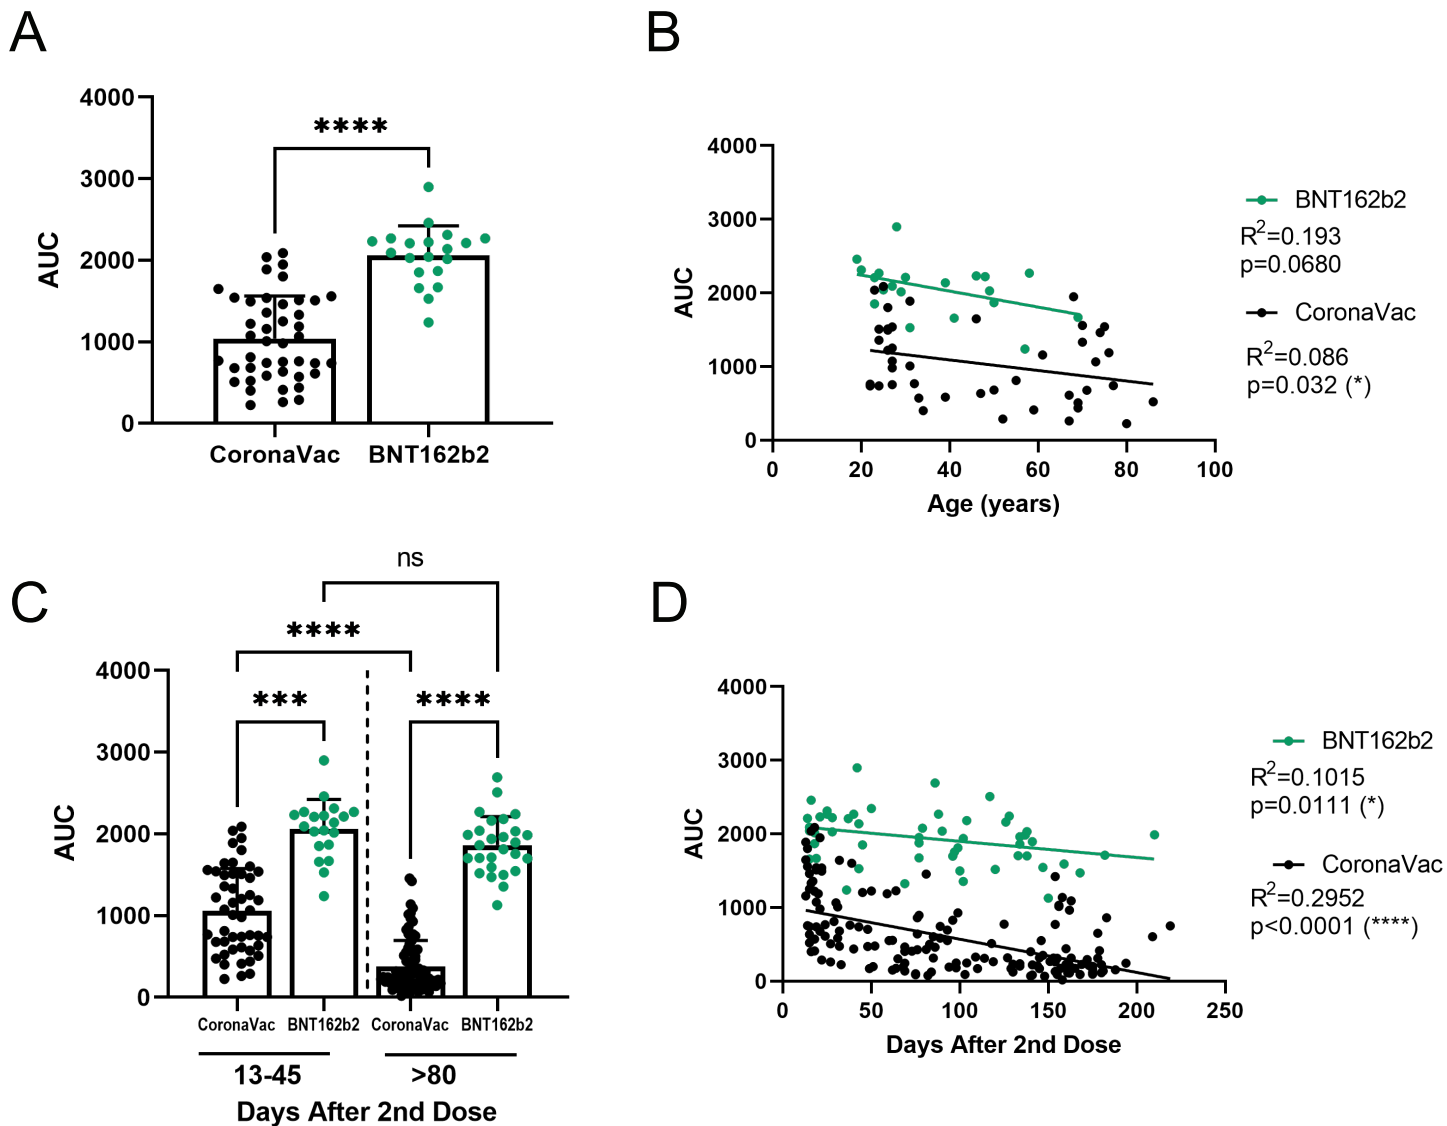 A
4000
3000
2000
1000
0
AUC
****
CoronaVac
BNT162b2
B
4000
3000
2000
1000
0
AUC
0
20
40
60
80
100
Age (years)
BNT162b2
R²=0.193
p=0.0680
CoronaVac
R²=0.086
p=0.032 (*)
C
ns
****
***
****
4000
3000
2000
1000
0
AUC
CoronaVac
BNT162b2
CoronaVac
BNT162b2
13-45
>80
Days After 2nd Dose
D
4000
3000
2000
1000
0
AUC
0
50
100
150
200
250
Days After 2nd Dose
BNT162b2
R²=0.1015
p=0.0111 (*)
CoronaVac
R²=0.2952
p<0.0001 (****)